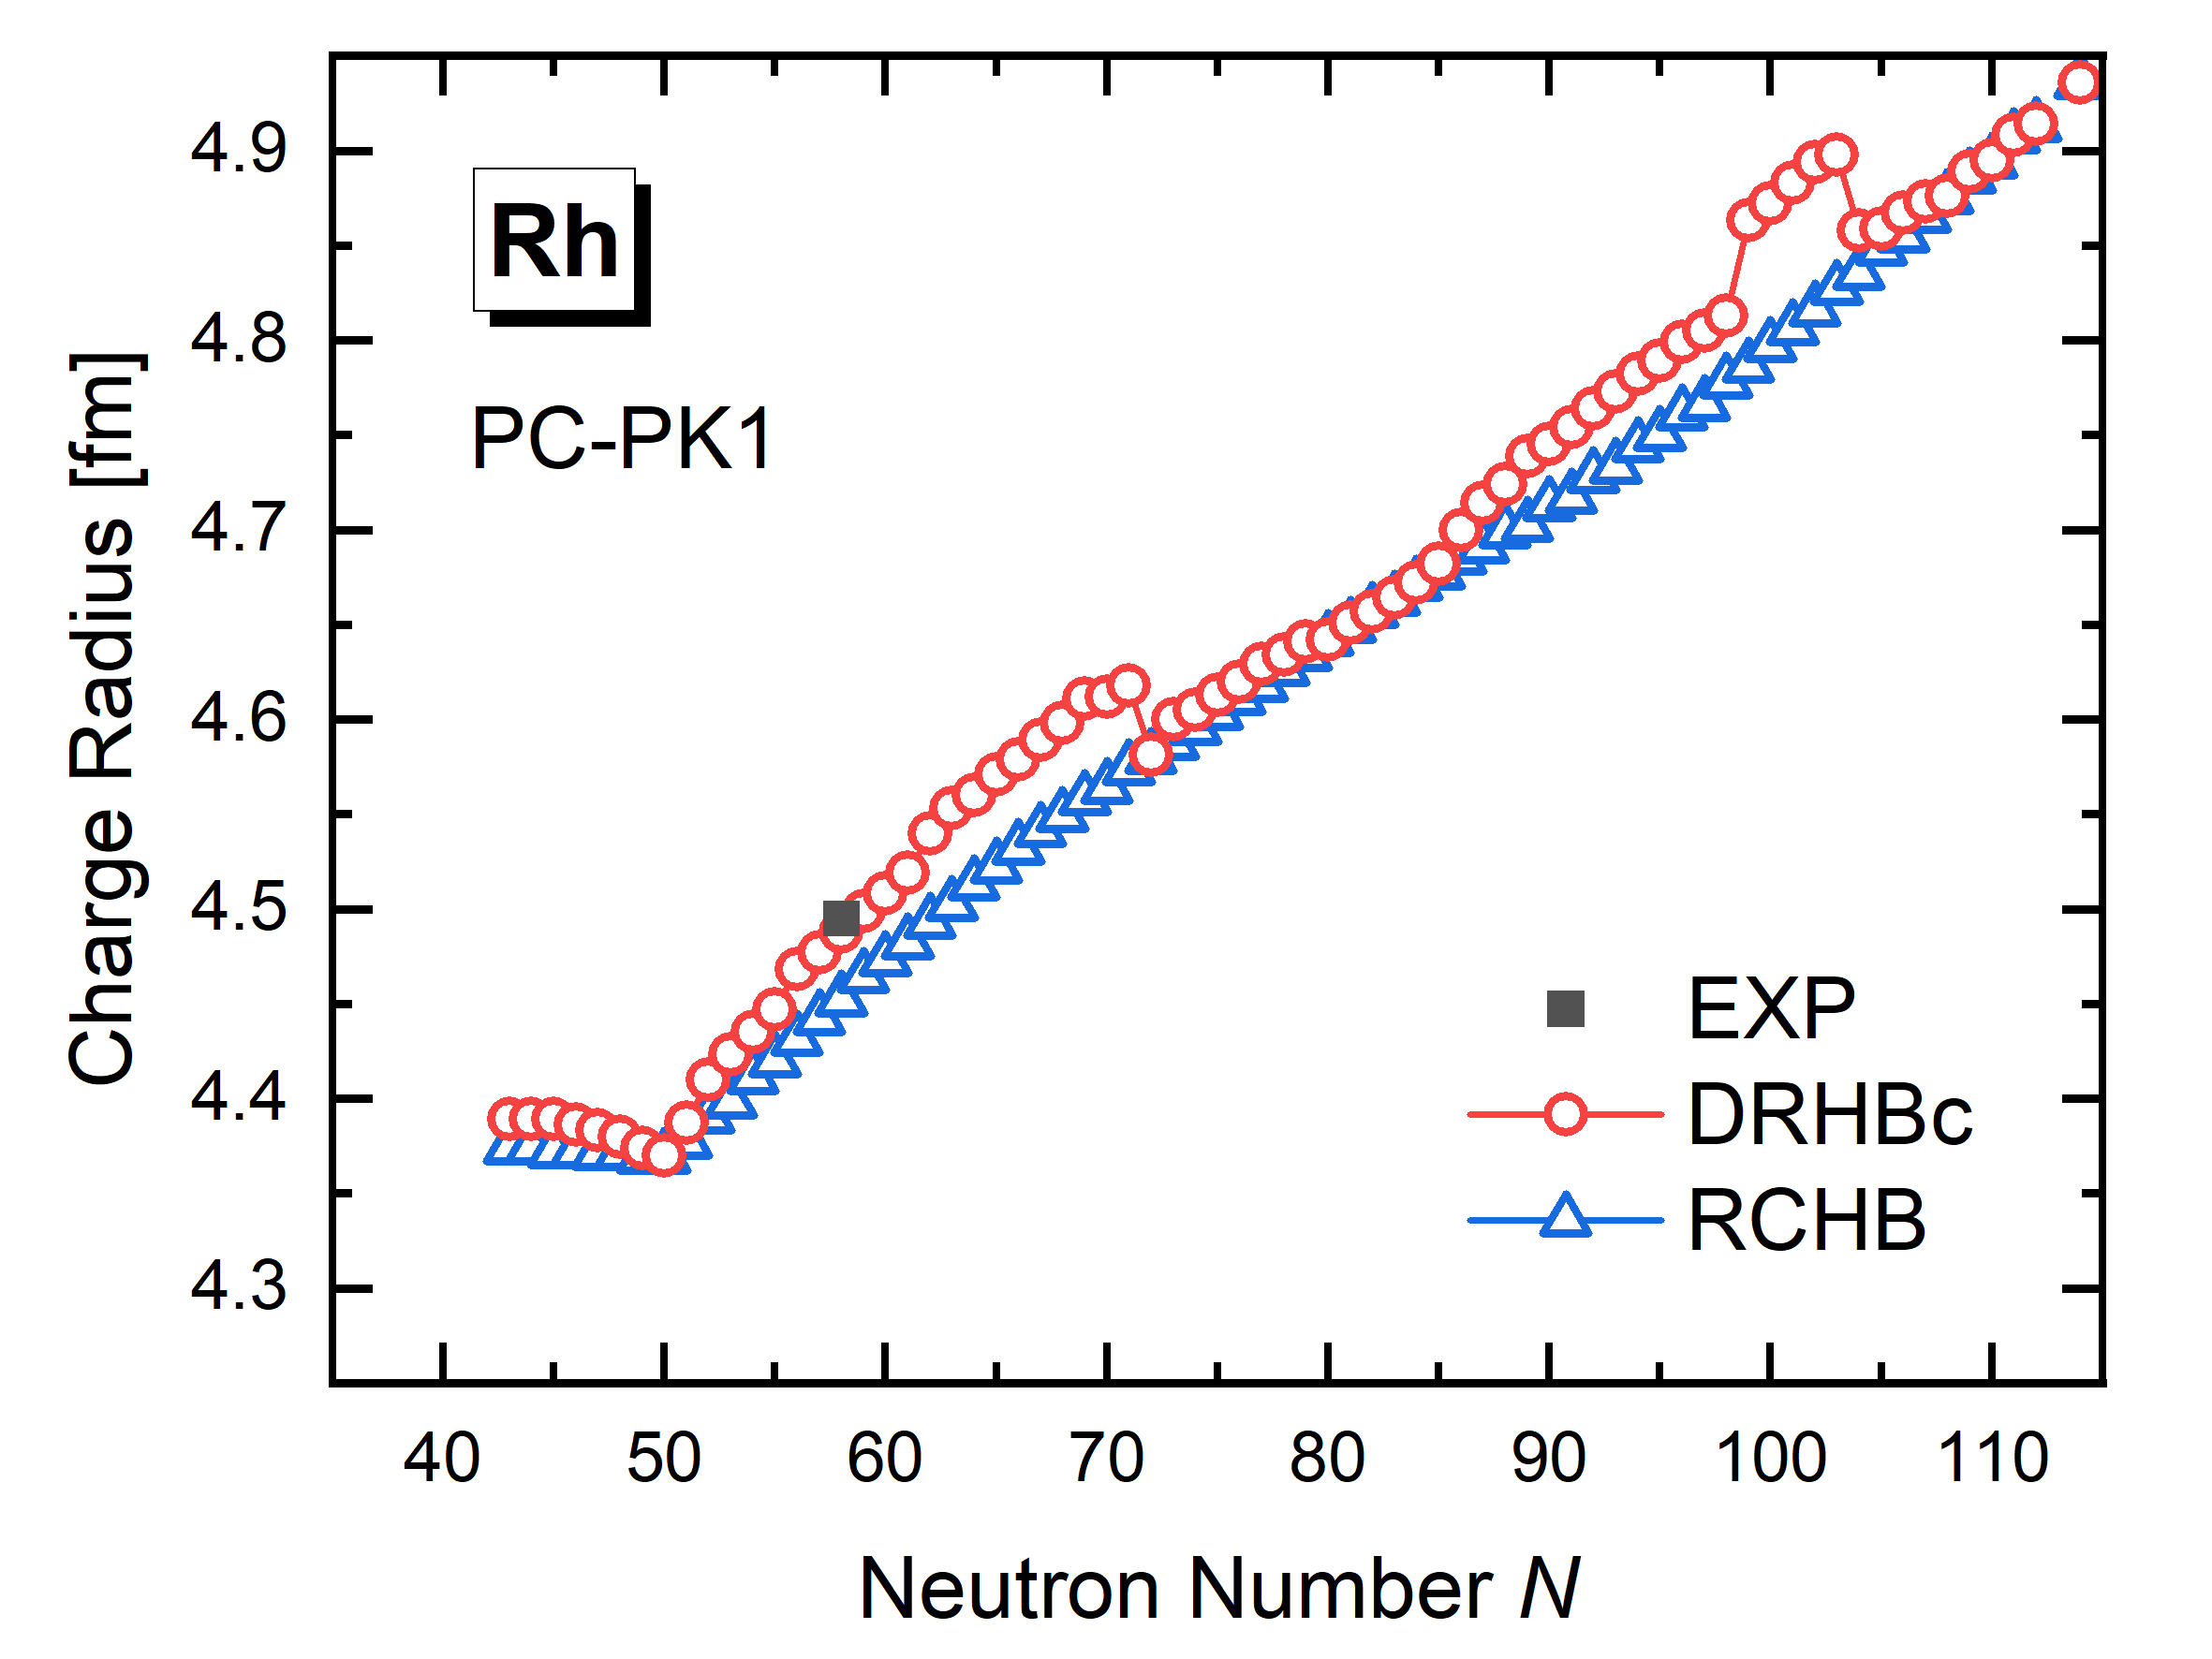 Rh
PC-PK1
Charge Radius [fm]
4.9
4.8
4.7
4.6
4.5
4.4
4.3
EXP
DRHBc
RCHB
40 50 60 70 80 90 100 110
Neutron Number N